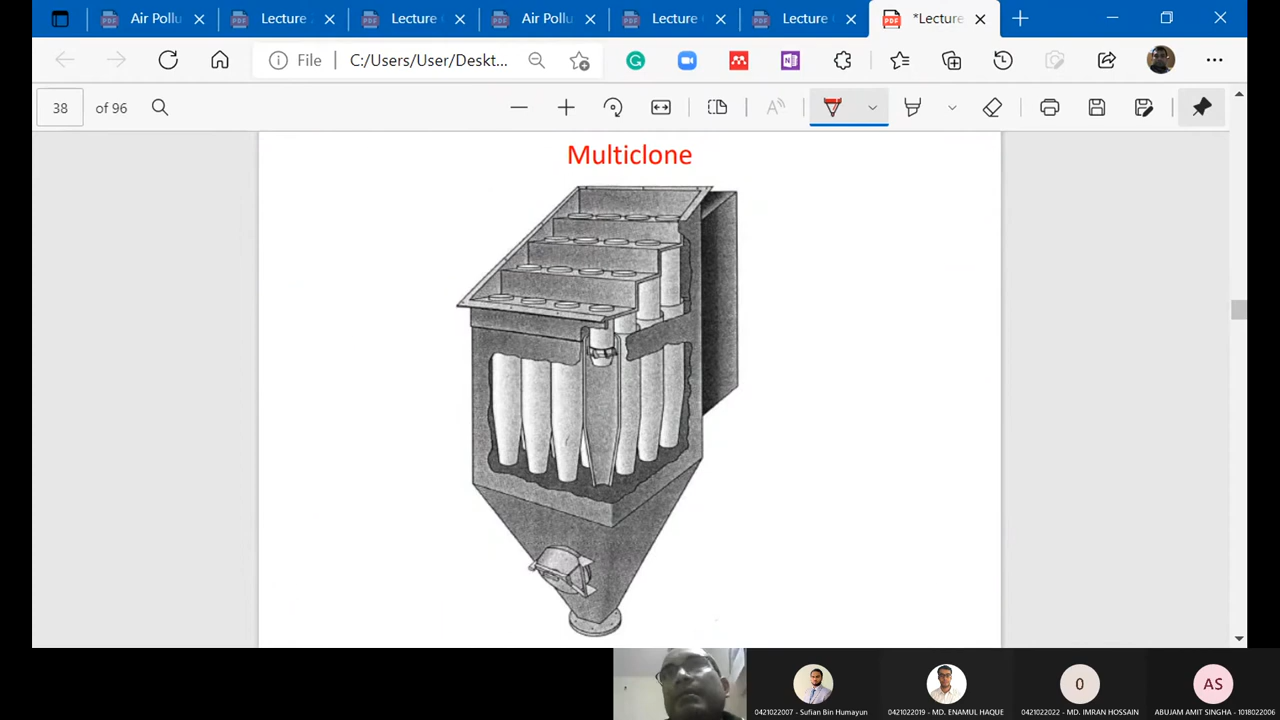 Air Pollu
Lecture
Lecture
Air Pollu
Lecture
Lecture
*Lecture
File
C:/Users/User/Deskt...
38
of 96
Multiclone
0421022007 - Sufian Bin Humayun
0421022019 - MD. ENAMUL HAQUE
0
0421022022 - MD. IMRAN HOSSAIN
AS
ABUJAM AMIT SINGHA - 1018022006